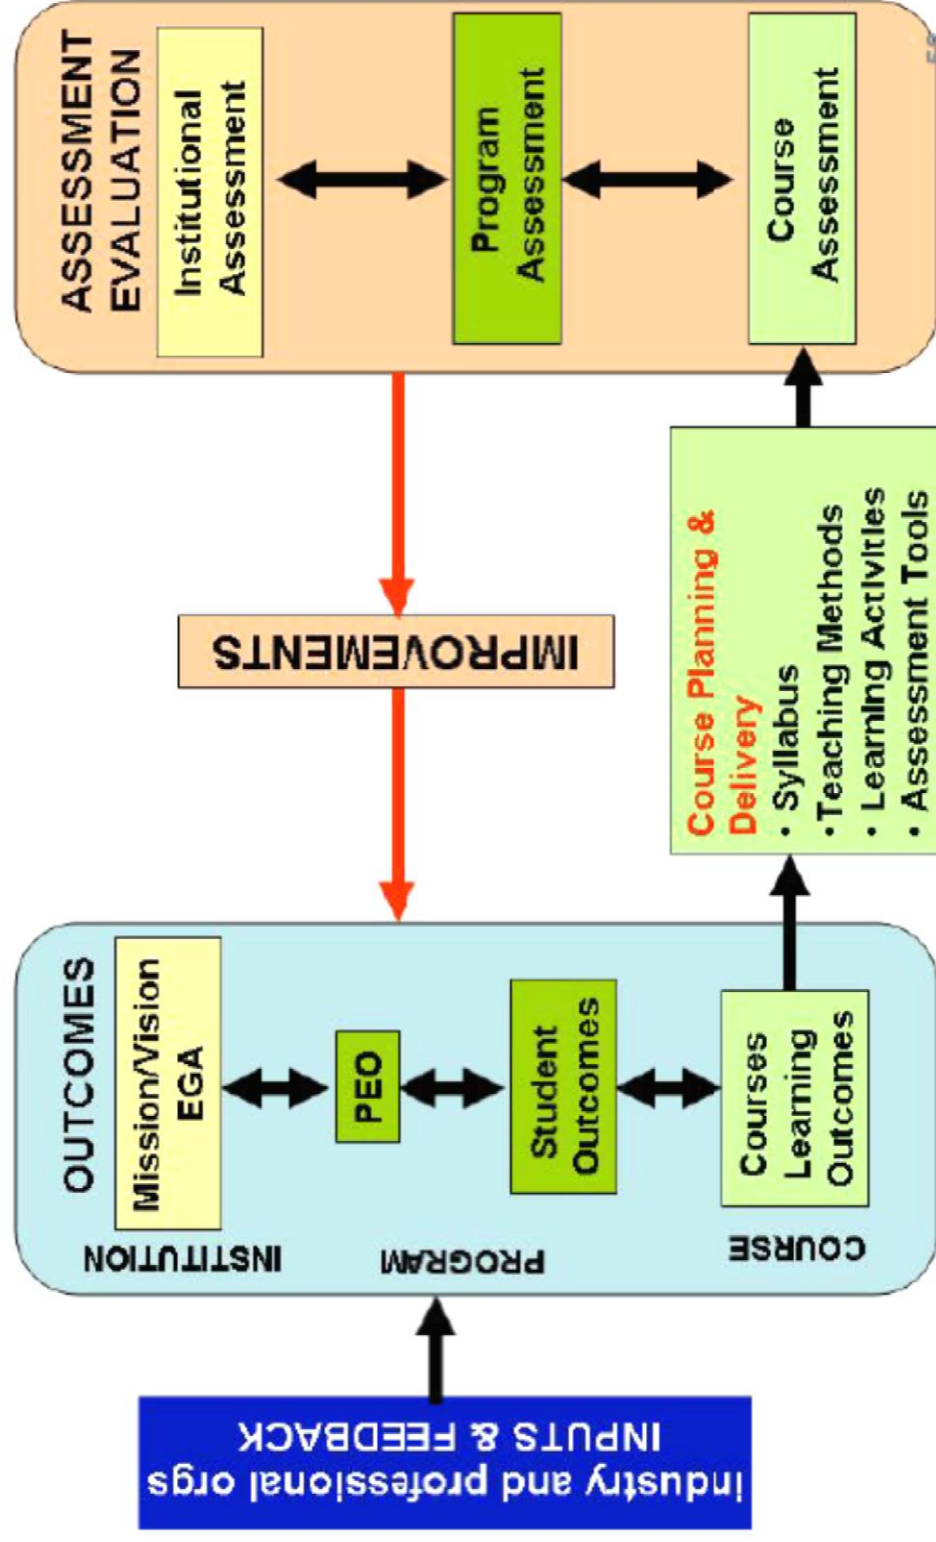 industry and professional orgs
INPUTS & FEEDBACK
OUTCOMES
INSTITUTION
Mission/Vision
EGA
PROGRAM
PEO
Student
Outcomes
COURSE
Courses
Learning
Outcomes
IMPROVEMENTS
Course Planning &
Delivery
• Syllabus
• Teaching Methods
• Learning Activities
• Assessment Tools
ASSESSMENT
EVALUATION
Institutional
Assessment
Program
Assessment
Course
Assessment